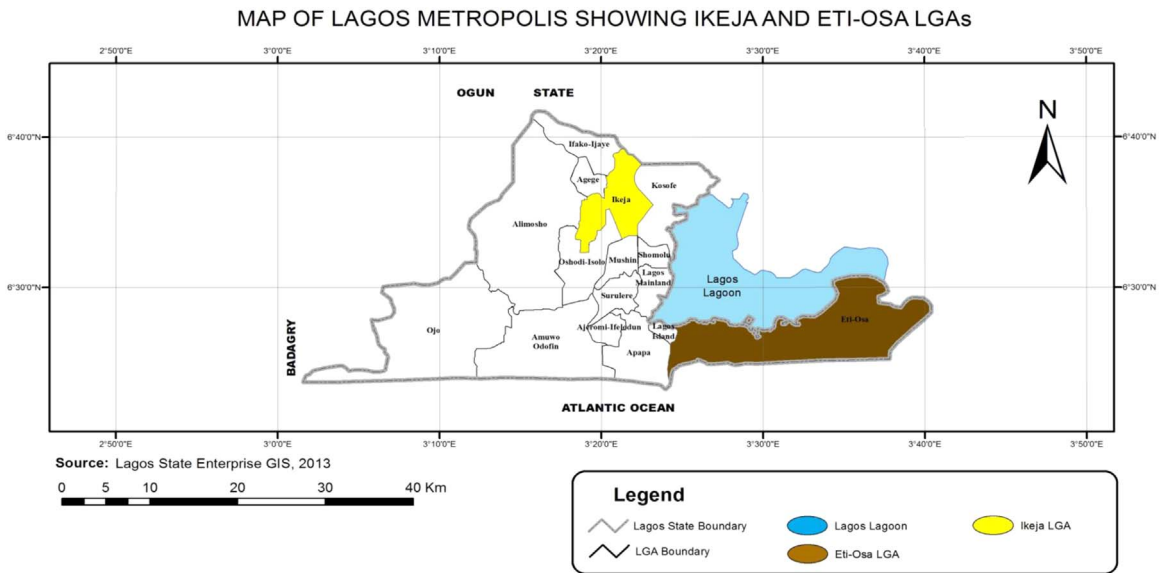 MAP OF LAGOS METROPOLIS SHOWING IKEJA AND ETI-OSA LGAs
2°50'0"E 3°0'0"E 3°10'0"E 3°20'0"E 3°30'0"E 3°40'0"E 3°50'0"E
OGUN STATE
N
6°40'0"N 6°40'0"N
Ifako-Ijaye
Agege
Kosofe
Ikeja
Alimosho
Shomolu
Oshodi-Isolo Mushin
Lagos
Mainland
Lagos
Lagoon
6°30'0"N 6°30'0"N
Surulere
Eti-Osa
Ojo
Ajeromi-Ifelodun
Lagos
Island
Amuwo
Odofin
Apapa
BADAGRY
ATLANTIC OCEAN
2°50'0"E 3°0'0"E 3°10'0"E 3°20'0"E 3°30'0"E 3°40'0"E 3°50'0"E
Source: Lagos State Enterprise GIS, 2013
0 5 10 20 30 40 Km
Legend
Lagos State Boundary Lagos Lagoon Ikeja LGA
LGA Boundary Eti-Osa LGA